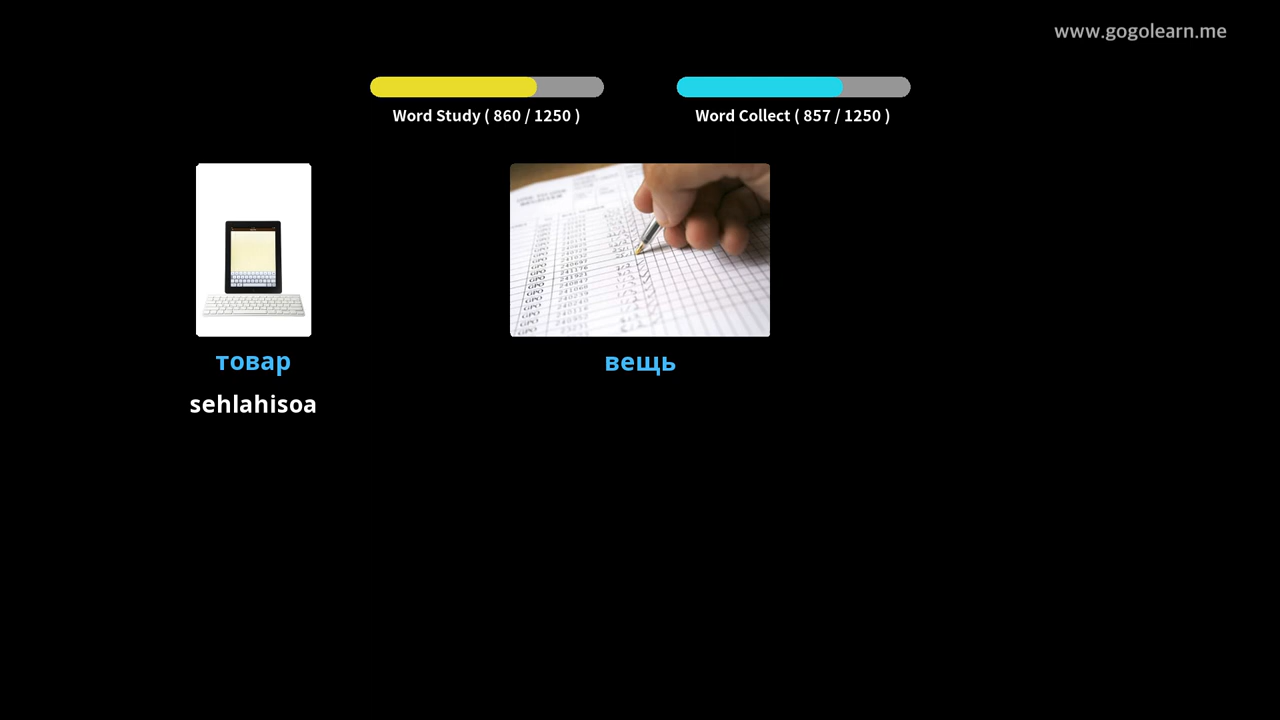 www.gogolearn.me
Word Study ( 860 / 1250 )
Word Collect ( 857 / 1250 )
товар
вещь
sehlahisoa